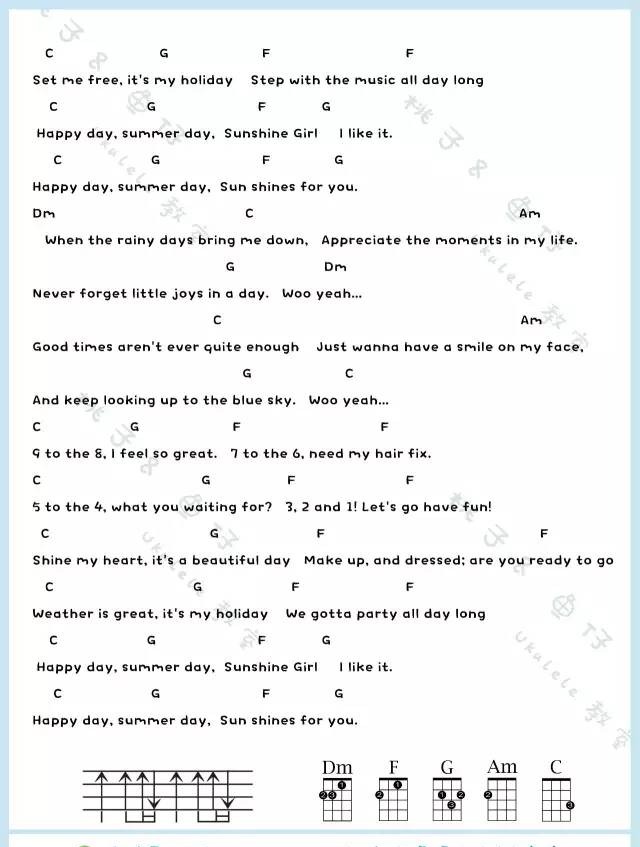 C G F F
Set me free, it's my holiday Step with the music all day long
C G F G
Happy day, summer day, Sunshine Girl I like it.
C G F G
Happy day, summer day, Sun shines for you.
Dm C Am
When the rainy days bring me down, Appreciate the moments in my life.
G Dm
Never forget little joys in a day. Woo yeah...
C Am
Good times aren't ever quite enough Just wanna have a smile on my face,
G C
And keep looking up to the blue sky. Woo yeah...
C G F F
9 to the 8, I feel so great. 7 to the 6, need my hair fix.
C G F F
5 to the 4, what you waiting for? 3, 2 and 1! Let's go have fun!
C G F F
Shine my heart, it's a beautiful day Make up, and dressed; are you ready to go
C G F F
Weather is great, it's my holiday We gotta party all day long
C G F G
Happy day, summer day, Sunshine Girl I like it.
C G F G
Happy day, summer day, Sun shines for you.
Dm F G Am C
桃子&鱼仔
Ukulele 教室